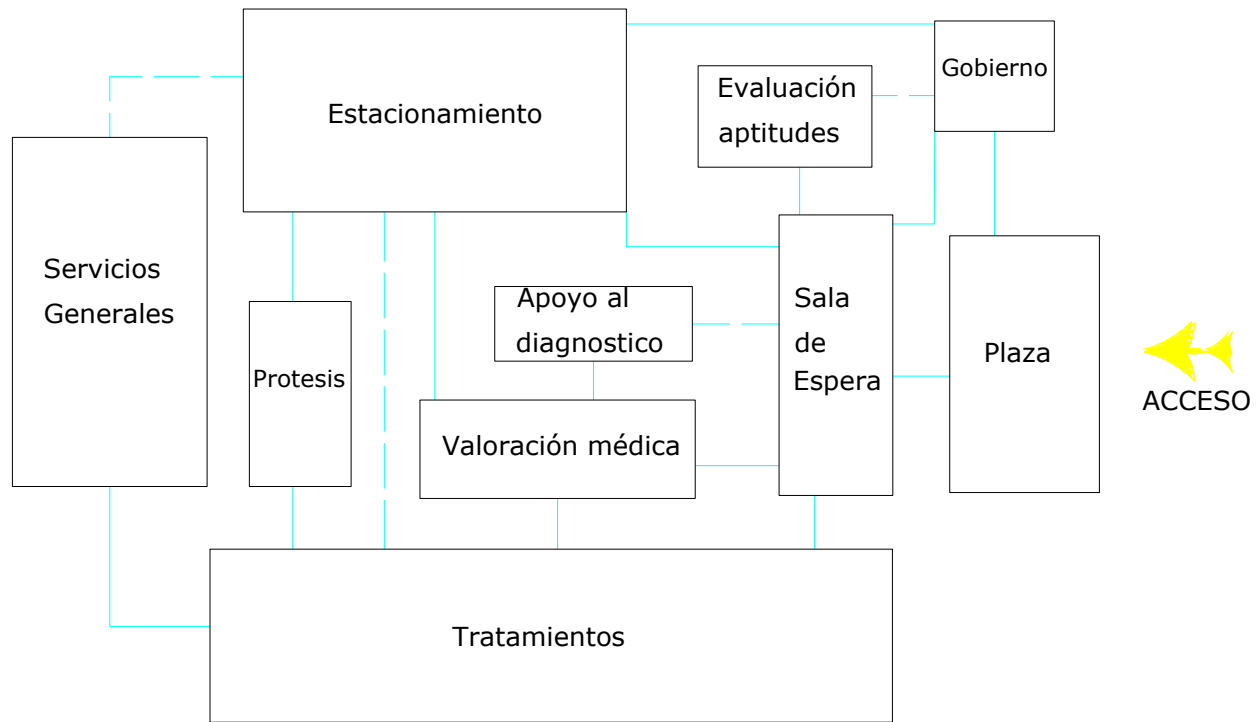 Estacionamiento
Gobierno
Evaluación
aptitudes
Servicios
Generales
Protesis
Apoyo al
diagnostico
Sala
de
Espera
Plaza
ACCESO
Valoración médica
Tratamientos